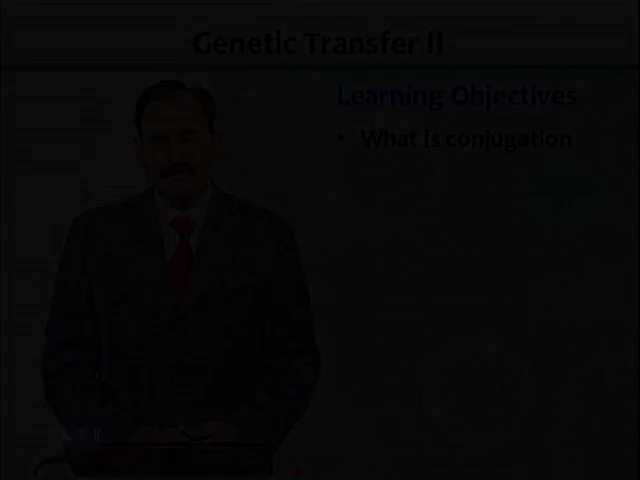 Genetic Transfer II
Learning Objectives
• What is conjugation